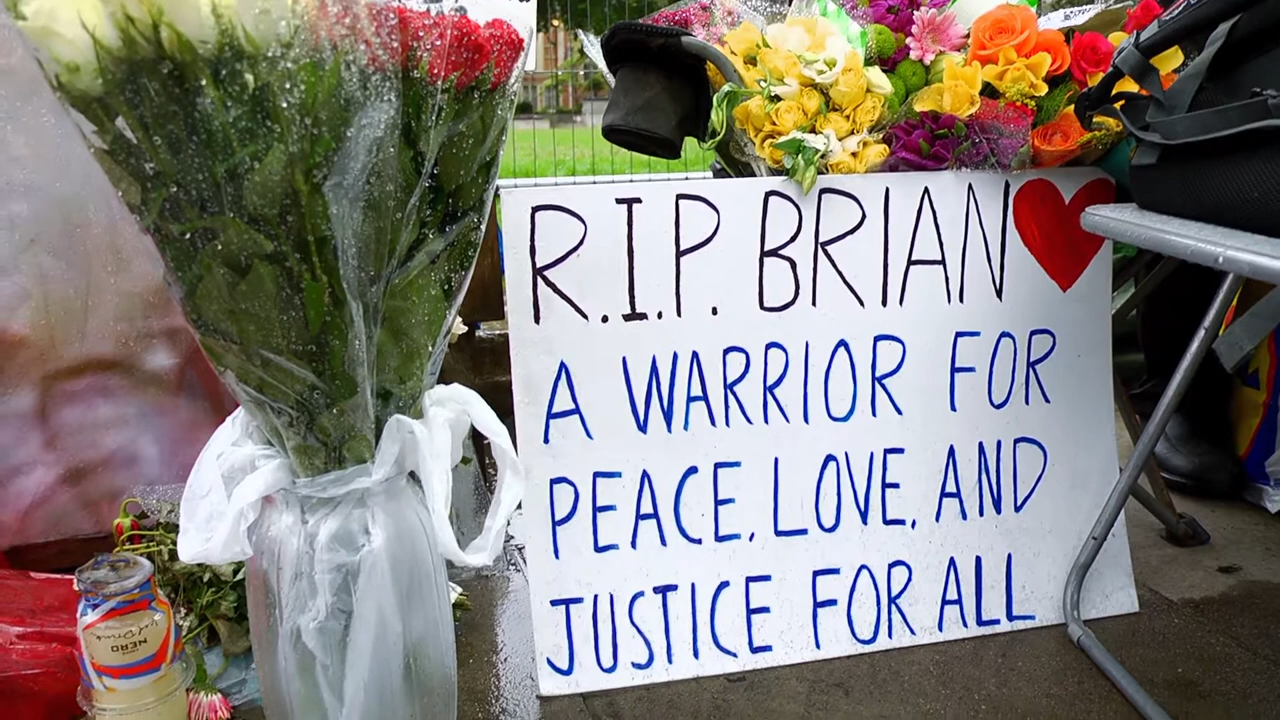 R.I.P. BRIAN
A WARRIOR FOR
PEACE, LOVE, AND
JUSTICE FOR ALL
NERO